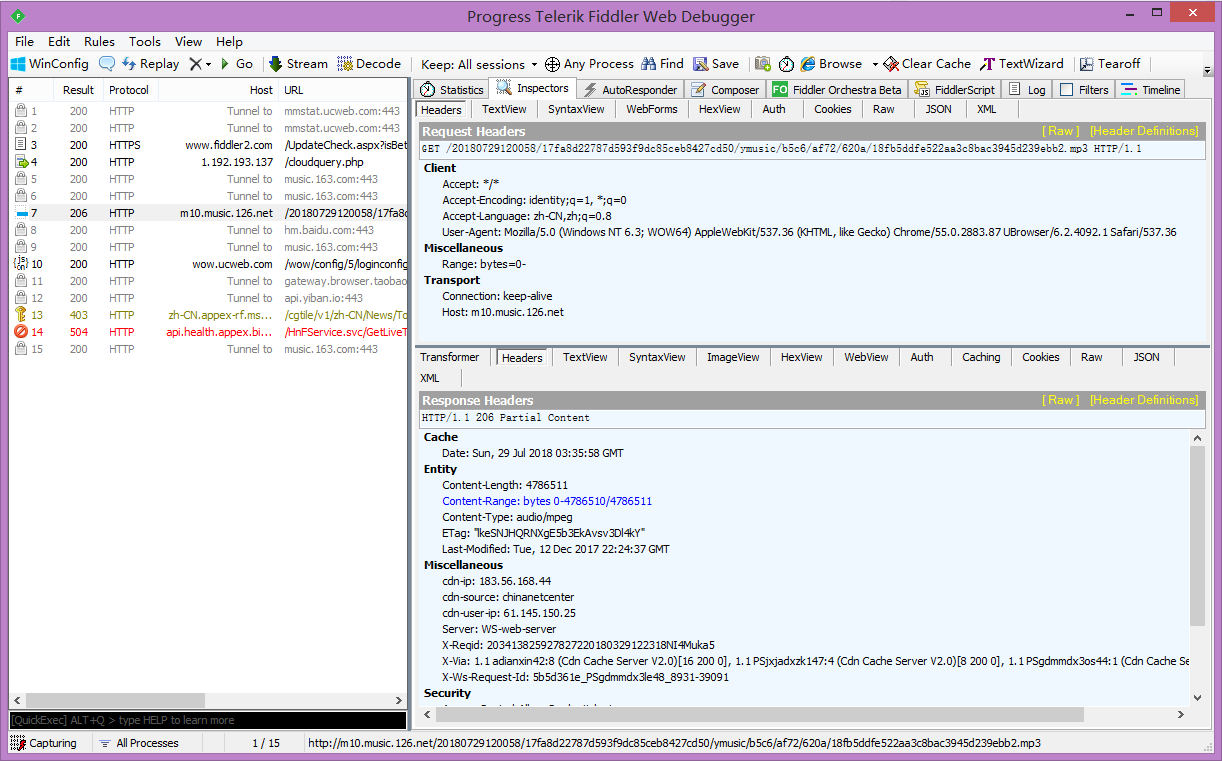 Progress Telerik Fiddler Web Debugger
File Edit Rules Tools View Help
WinConfig Replay Go Stream Decode Keep: All sessions Any Process Find Save Browse Clear Cache TextWizard Tearoff
# Result Protocol Host URL
1 200 HTTP Tunnel to mmstat.ucweb.com:443
2 200 HTTP Tunnel to mmstat.ucweb.com:443
3 200 HTTPS www.fiddler2.com /UpdateCheck.aspx?isBet
4 200 HTTP 1.192.193.137 /cloudquery.php
5 200 HTTP Tunnel to music.163.com:443
6 200 HTTP Tunnel to music.163.com:443
7 206 HTTP m10.music.126.net /20180729120058/17fa8d
8 200 HTTP Tunnel to hm.baidu.com:443
9 200 HTTP Tunnel to music.163.com:443
10 200 HTTP wow.ucweb.com /wow/config/5/loginconfig
11 200 HTTP Tunnel to gateway.browser.taobao
12 200 HTTP Tunnel to api.yiban.io:443
13 403 HTTP zh-CN.appex-rf.ms... /cgtile/v1/zh-CN/News/To
14 504 HTTP api.health.appex.bi... /HnFService.svc/GetLiveT
15 200 HTTP Tunnel to music.163.com:443
[QuickExec] ALT+Q > type HELP to learn more
Statistics Inspectors AutoResponder Composer FO Fiddler Orchestra Beta FiddlerScript Log Filters Timeline
Headers TextView SyntaxView WebForms HexView Auth Cookies Raw JSON XML
Request Headers [ Raw ] [Header Definitions]
GET /20180729120058/17fa8d22787d593f9dc85ceb8427cd50/ymusic/b5c6/af72/620a/18fb5ddfe522aa3c8bac3945d239ebb2.mp3 HTTP/1.1
Client
Accept: */*
Accept-Encoding: identity;q=1, *;q=0
Accept-Language: zh-CN,zh;q=0.8
User-Agent: Mozilla/5.0 (Windows NT 6.3; WOW64) AppleWebKit/537.36 (KHTML, like Gecko) Chrome/55.0.2883.87 UBrowser/6.2.4092.1 Safari/537.36
Miscellaneous
Range: bytes=0-
Transport
Connection: keep-alive
Host: m10.music.126.net
Transformer Headers TextView SyntaxView ImageView HexView WebView Auth Caching Cookies Raw JSON
XML
Response Headers [ Raw ] [Header Definitions]
HTTP/1.1 206 Partial Content
Cache
Date: Sun, 29 Jul 2018 03:35:58 GMT
Entity
Content-Length: 4786511
Content-Range: bytes 0-4786510/4786511
Content-Type: audio/mpeg
ETag: "lkeSNJHQRNXgE5b3EkAvsv3Dl4kY"
Last-Modified: Tue, 12 Dec 2017 22:24:37 GMT
Miscellaneous
cdn-ip: 183.56.168.44
cdn-source: chinanetcenter
cdn-user-ip: 61.145.150.25
Server: WS-web-server
X-Reqid: 203413825927827220180329122318NI4Muka5
X-Via: 1.1 adianxin42:8 (Cdn Cache Server V2.0)[16 200 0], 1.1 PSjxjadxzk147:4 (Cdn Cache Server V2.0)[8 200 0], 1.1 PSgdmmdx3os44:1 (Cdn Cache Se
X-Ws-Request-Id: 5b5d361e_PSgdmmdx3le48_8931-39091
Security
Capturing All Processes 1 / 15 http://m10.music.126.net/20180729120058/17fa8d22787d593f9dc85ceb8427cd50/ymusic/b5c6/af72/620a/18fb5ddfe522aa3c8bac3945d239ebb2.mp3